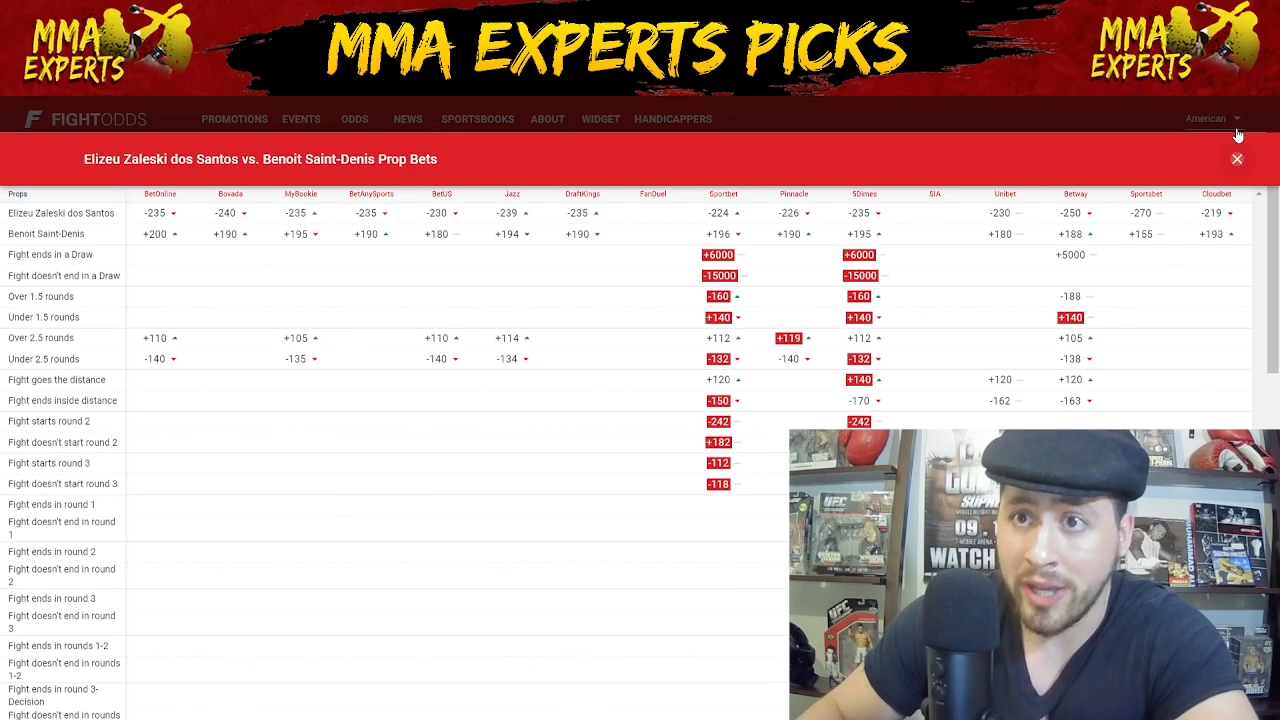 MMA EXPERTS
MMA EXPERTS PICKS
MMA EXPERTS
FIGHTODDS PROMOTIONS EVENTS ODDS NEWS SPORTSBOOKS ABOUT WIDGET HANDICAPPERS American
Elizeu Zaleski dos Santos vs. Benoit Saint-Denis Prop Bets
Props BetOnline Bovada MyBookie BetAnySports BetUS Jazz DraftKings FanDuel Sportbet Pinnacle 5Dimes SIA Unibet Betway Sportsbet Cloudbet
Elizeu Zaleski dos Santos -235 -240 -235 -235 -230 -239 -235 -224 -226 -235 -230 -250 -270 -219
Benoit Saint-Denis +200 +190 +195 +190 +180 +194 +190 +196 +190 +195 +180 +188 +155 +193
Fight ends in a Draw +6000 +6000 +5000
Fight doesn't end in a Draw -15000 -15000
Over 1.5 rounds -160 -160 -188
Under 1.5 rounds +140 +140 +140
Over 2.5 rounds +110 +105 +110 +114 +112 +119 +112 +105
Under 2.5 rounds -140 -135 -140 -134 -132 -140 -132 -138
Fight goes the distance +120 +140 +120 +120
Fight ends inside distance -150 -170 -162 -163
Fight starts round 2 -242 -242
Fight doesn't start round 2 +182
Fight starts round 3 -112
Fight doesn't start round 3 -118
Fight ends in round 1
Fight doesn't end in round
1
Fight ends in round 2
Fight doesn't end in round
2
Fight ends in round 3
Fight doesn't end in round
3
Fight ends in rounds 1-2
Fight doesn't end in rounds
1-2
Fight ends in round 3-
Decision
Fight doesn't end in rounds
UFC
09.
WATCH
UFC
MUHAMMAD
MEDIA